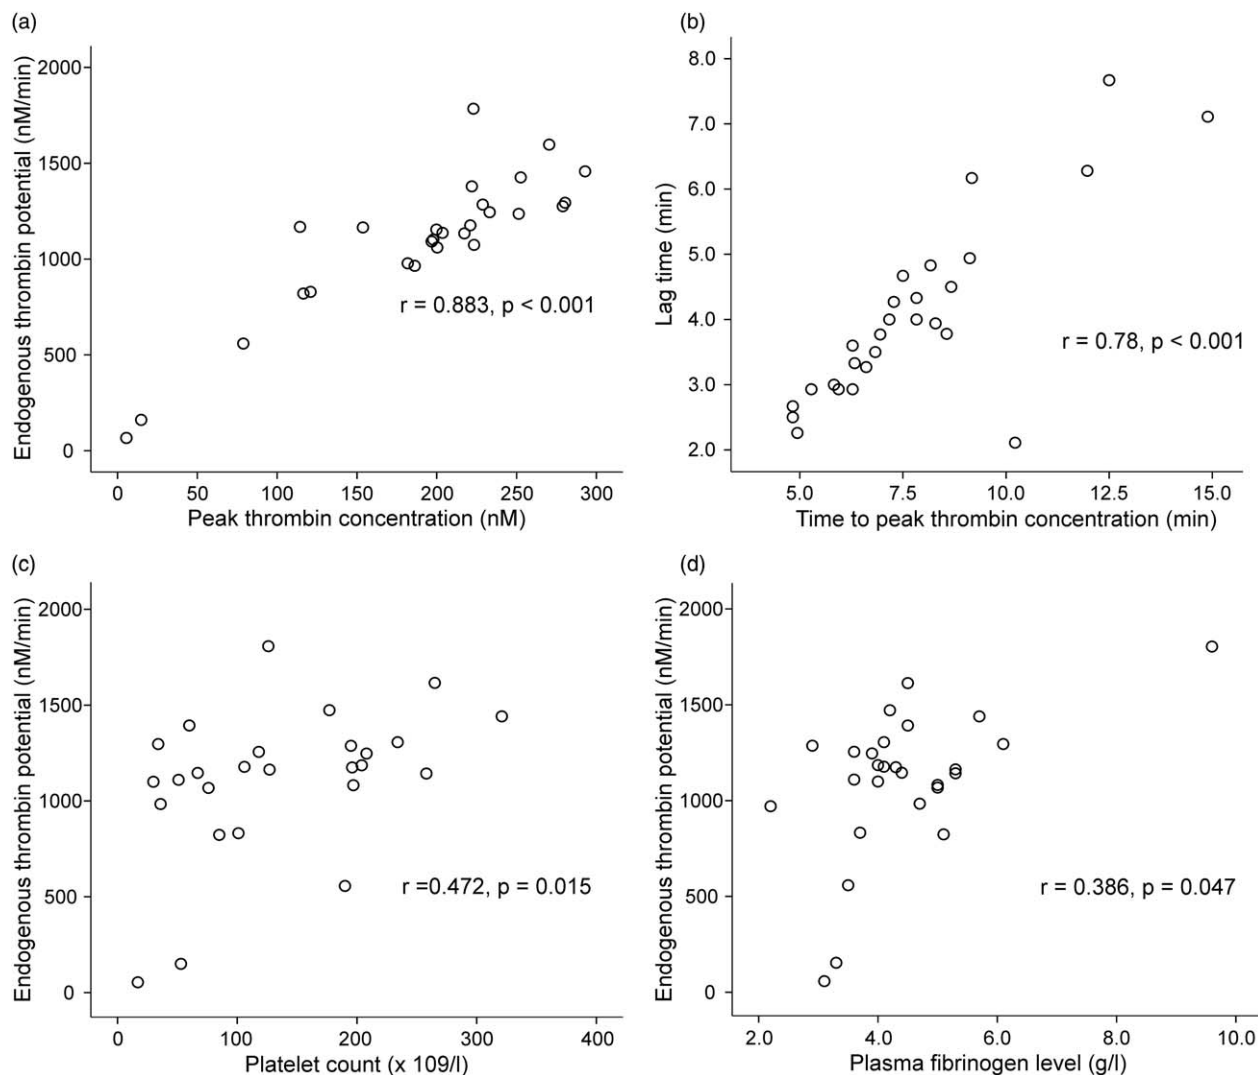 (a)
Endogenous thrombin potential (nM/min)
2000
1500
1000
500
0
r = 0.883, p < 0.001
0 50 100 150 200 250 300
Peak thrombin concentration (nM)
(b)
Lag time (min)
8.0
7.0
6.0
5.0
4.0
3.0
2.0
r = 0.78, p < 0.001
5.0 7.5 10.0 12.5 15.0
Time to peak thrombin concentration (min)
(c)
Endogenous thrombin potential (nM/min)
2000
1500
1000
500
0
r =0.472, p = 0.015
0 100 200 300 400
Platelet count (x 109/l)
(d)
Endogenous thrombin potential (nM/min)
2000
1500
1000
500
0
r = 0.386, p = 0.047
2.0 4.0 6.0 8.0 10.0
Plasma fibrinogen level (g/l)